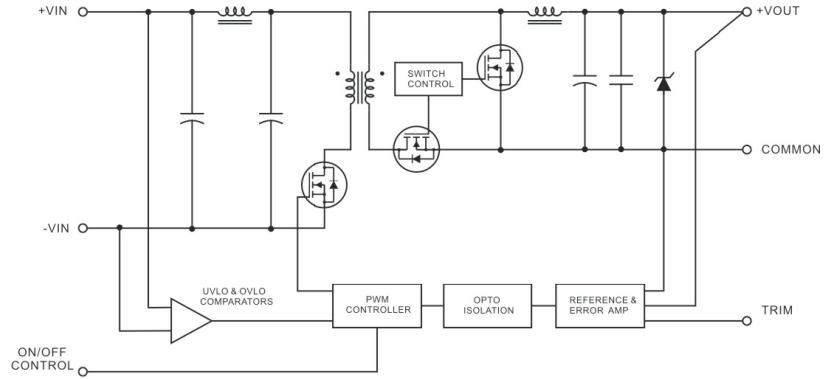 +VIN
+VOUT
SWITCH
CONTROL
COMMON
-VIN
UVLO & OVLO
COMPARATORS
PWM
CONTROLLER
OPTO
ISOLATION
REFERENCE &
ERROR AMP
TRIM
ON/OFF
CONTROL